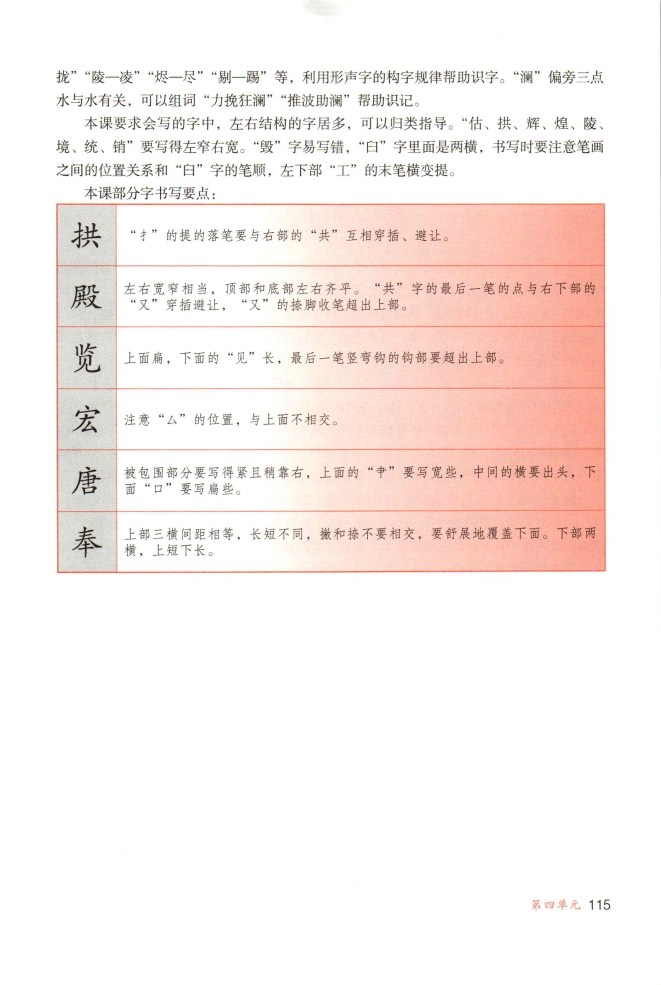 拢”“陵—凌”“烬—尽”“剔—踢”等，利用形声字的构字规律帮助识字。“澜”偏旁三点
水与水有关，可以组词“力挽狂澜”“推波助澜”帮助识记。
本课要求会写的字中，左右结构的字居多，可以归类指导。“估、拱、辉、煌、陵、
境、统、销”要写得左窄右宽。“毁”字易写错，“臼”字里面是两横，书写时要注意笔画
之间的位置关系和“臼”字的笔顺，左下部“工”的末笔横变提。
本课部分字书写要点：
拱
“扌”的提的落笔要与右部的“共”互相穿插、避让。
殿
左右宽窄相当，顶部和底部左右齐平。“共”字的最后一笔的点与右下部的
“又”穿插避让，“又”的捺脚收笔超出上部。
览
上面扁，下面的“见”长，最后一笔竖弯钩的钩部要超出上部。
宏
注意“厶”的位置，与上面不相交。
唐
被包围部分要写得紧且稍靠右，上面的“肀”要写宽些，中间的横要出头，下
面“口”要写扁些。
奉
上部三横间距相等，长短不同，撇和捺不要相交，要舒展地覆盖下面。下部两
横，上短下长。
第四单元 115